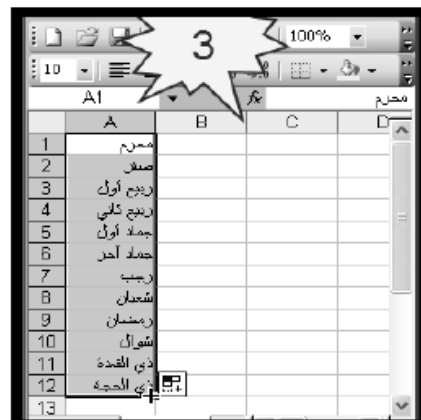 3
100%
10
A1 fx محرم
A B C D
1 محرم
2 صفر
3 ربيع أول
4 ربيع ثاني
5 جماد أول
6 جماد آخر
7 رجب
8 شعبان
9 رمضان
10 شوال
11 ذي القعدة
12 ذي الحجة
13